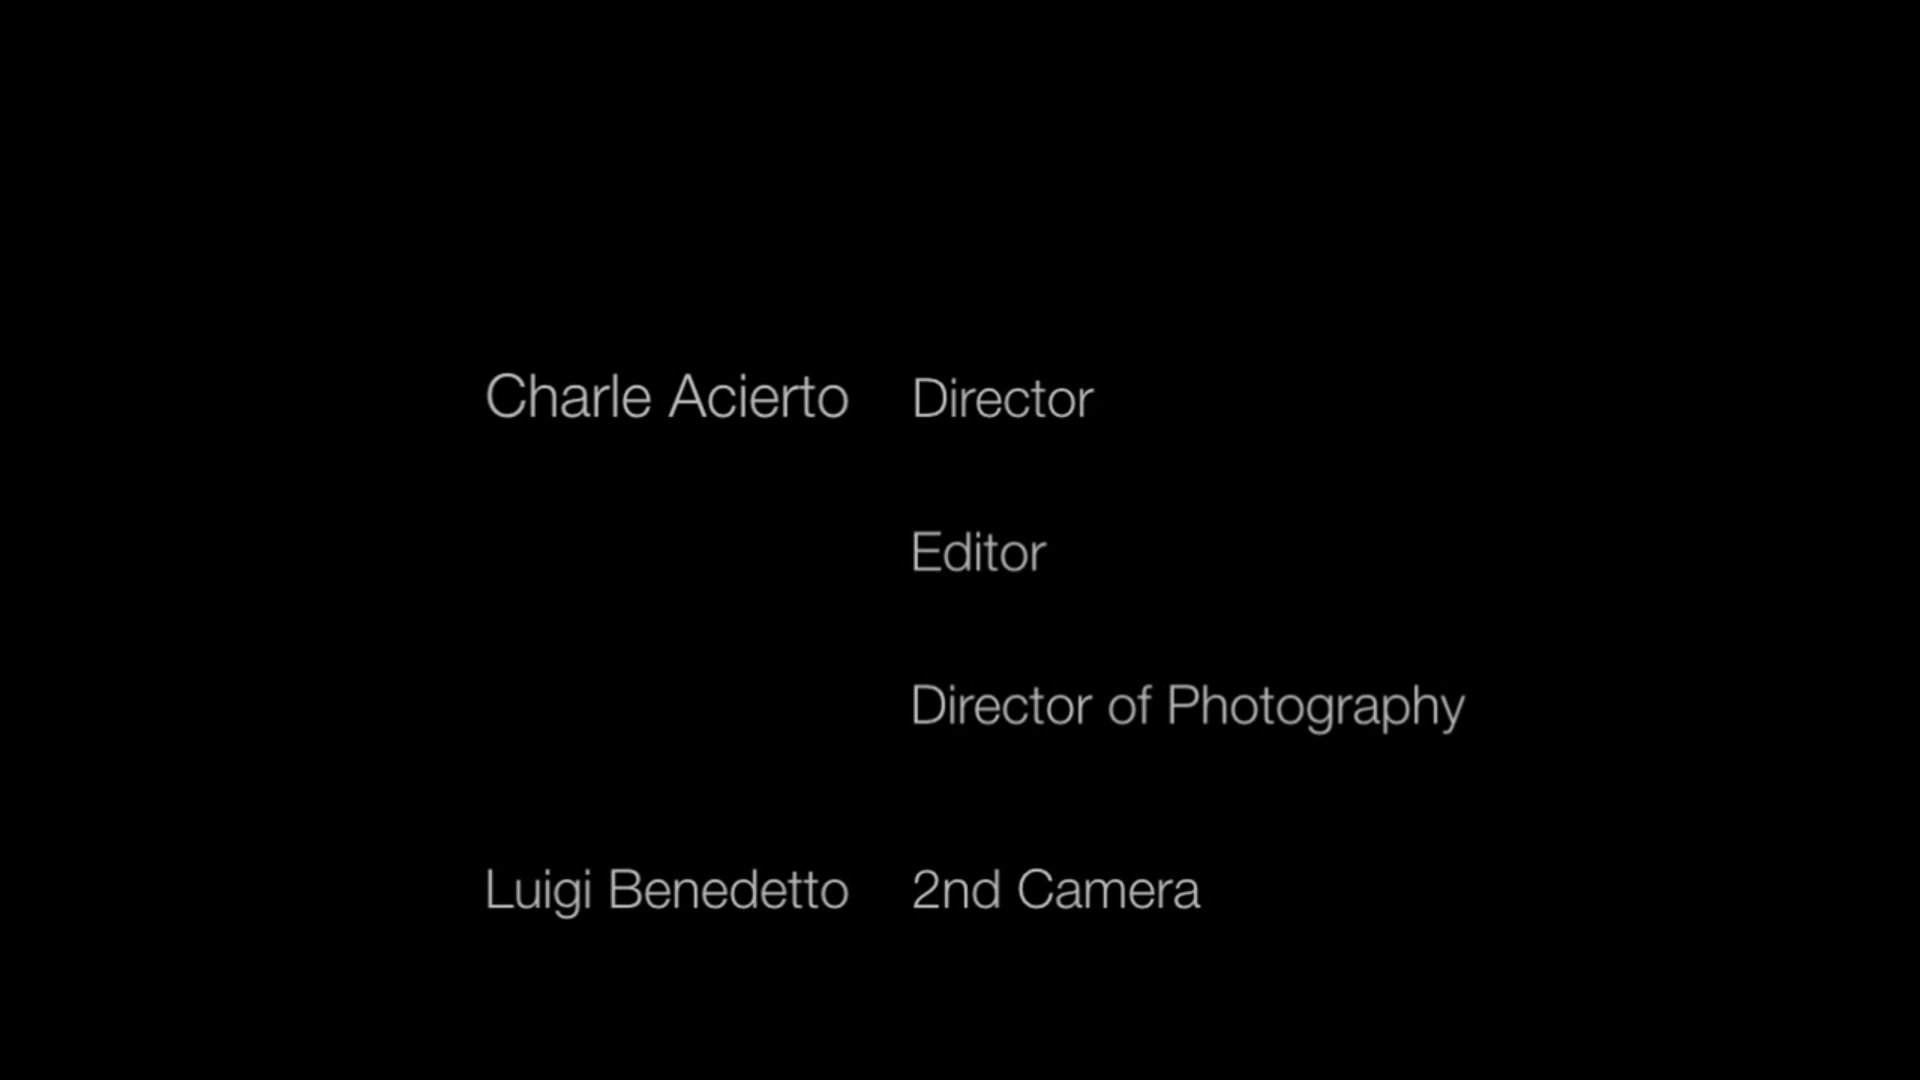 Charle Acierto Director
Editor
Director of Photography
Luigi Benedetto 2nd Camera